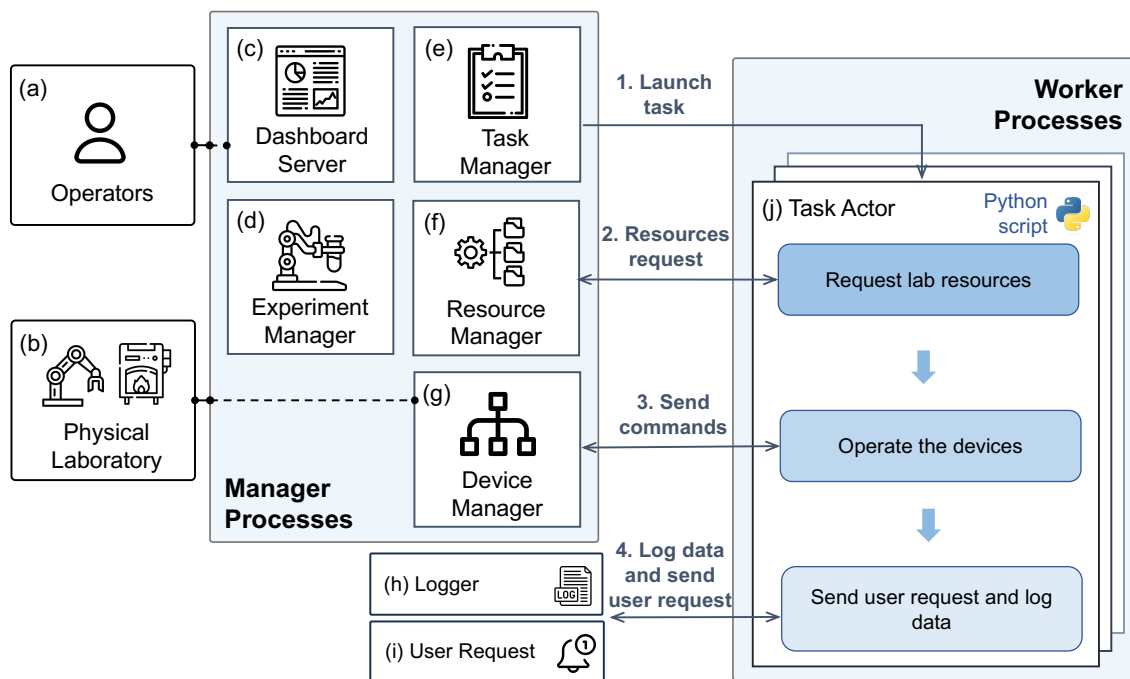 (a)
Operators
(b)
Physical
Laboratory
(c)
Dashboard
Server
(e)
Task
Manager
(d)
Experiment
Manager
(f)
Resource
Manager
(g)
Device
Manager
Manager
Processes
(h) Logger
LOG
(i) User Request
1
1. Launch
task
2. Resources
request
3. Send
commands
4. Log data
and send
user request
Worker
Processes
(j) Task Actor
Python
script
Request lab resources
Operate the devices
Send user request and log
data